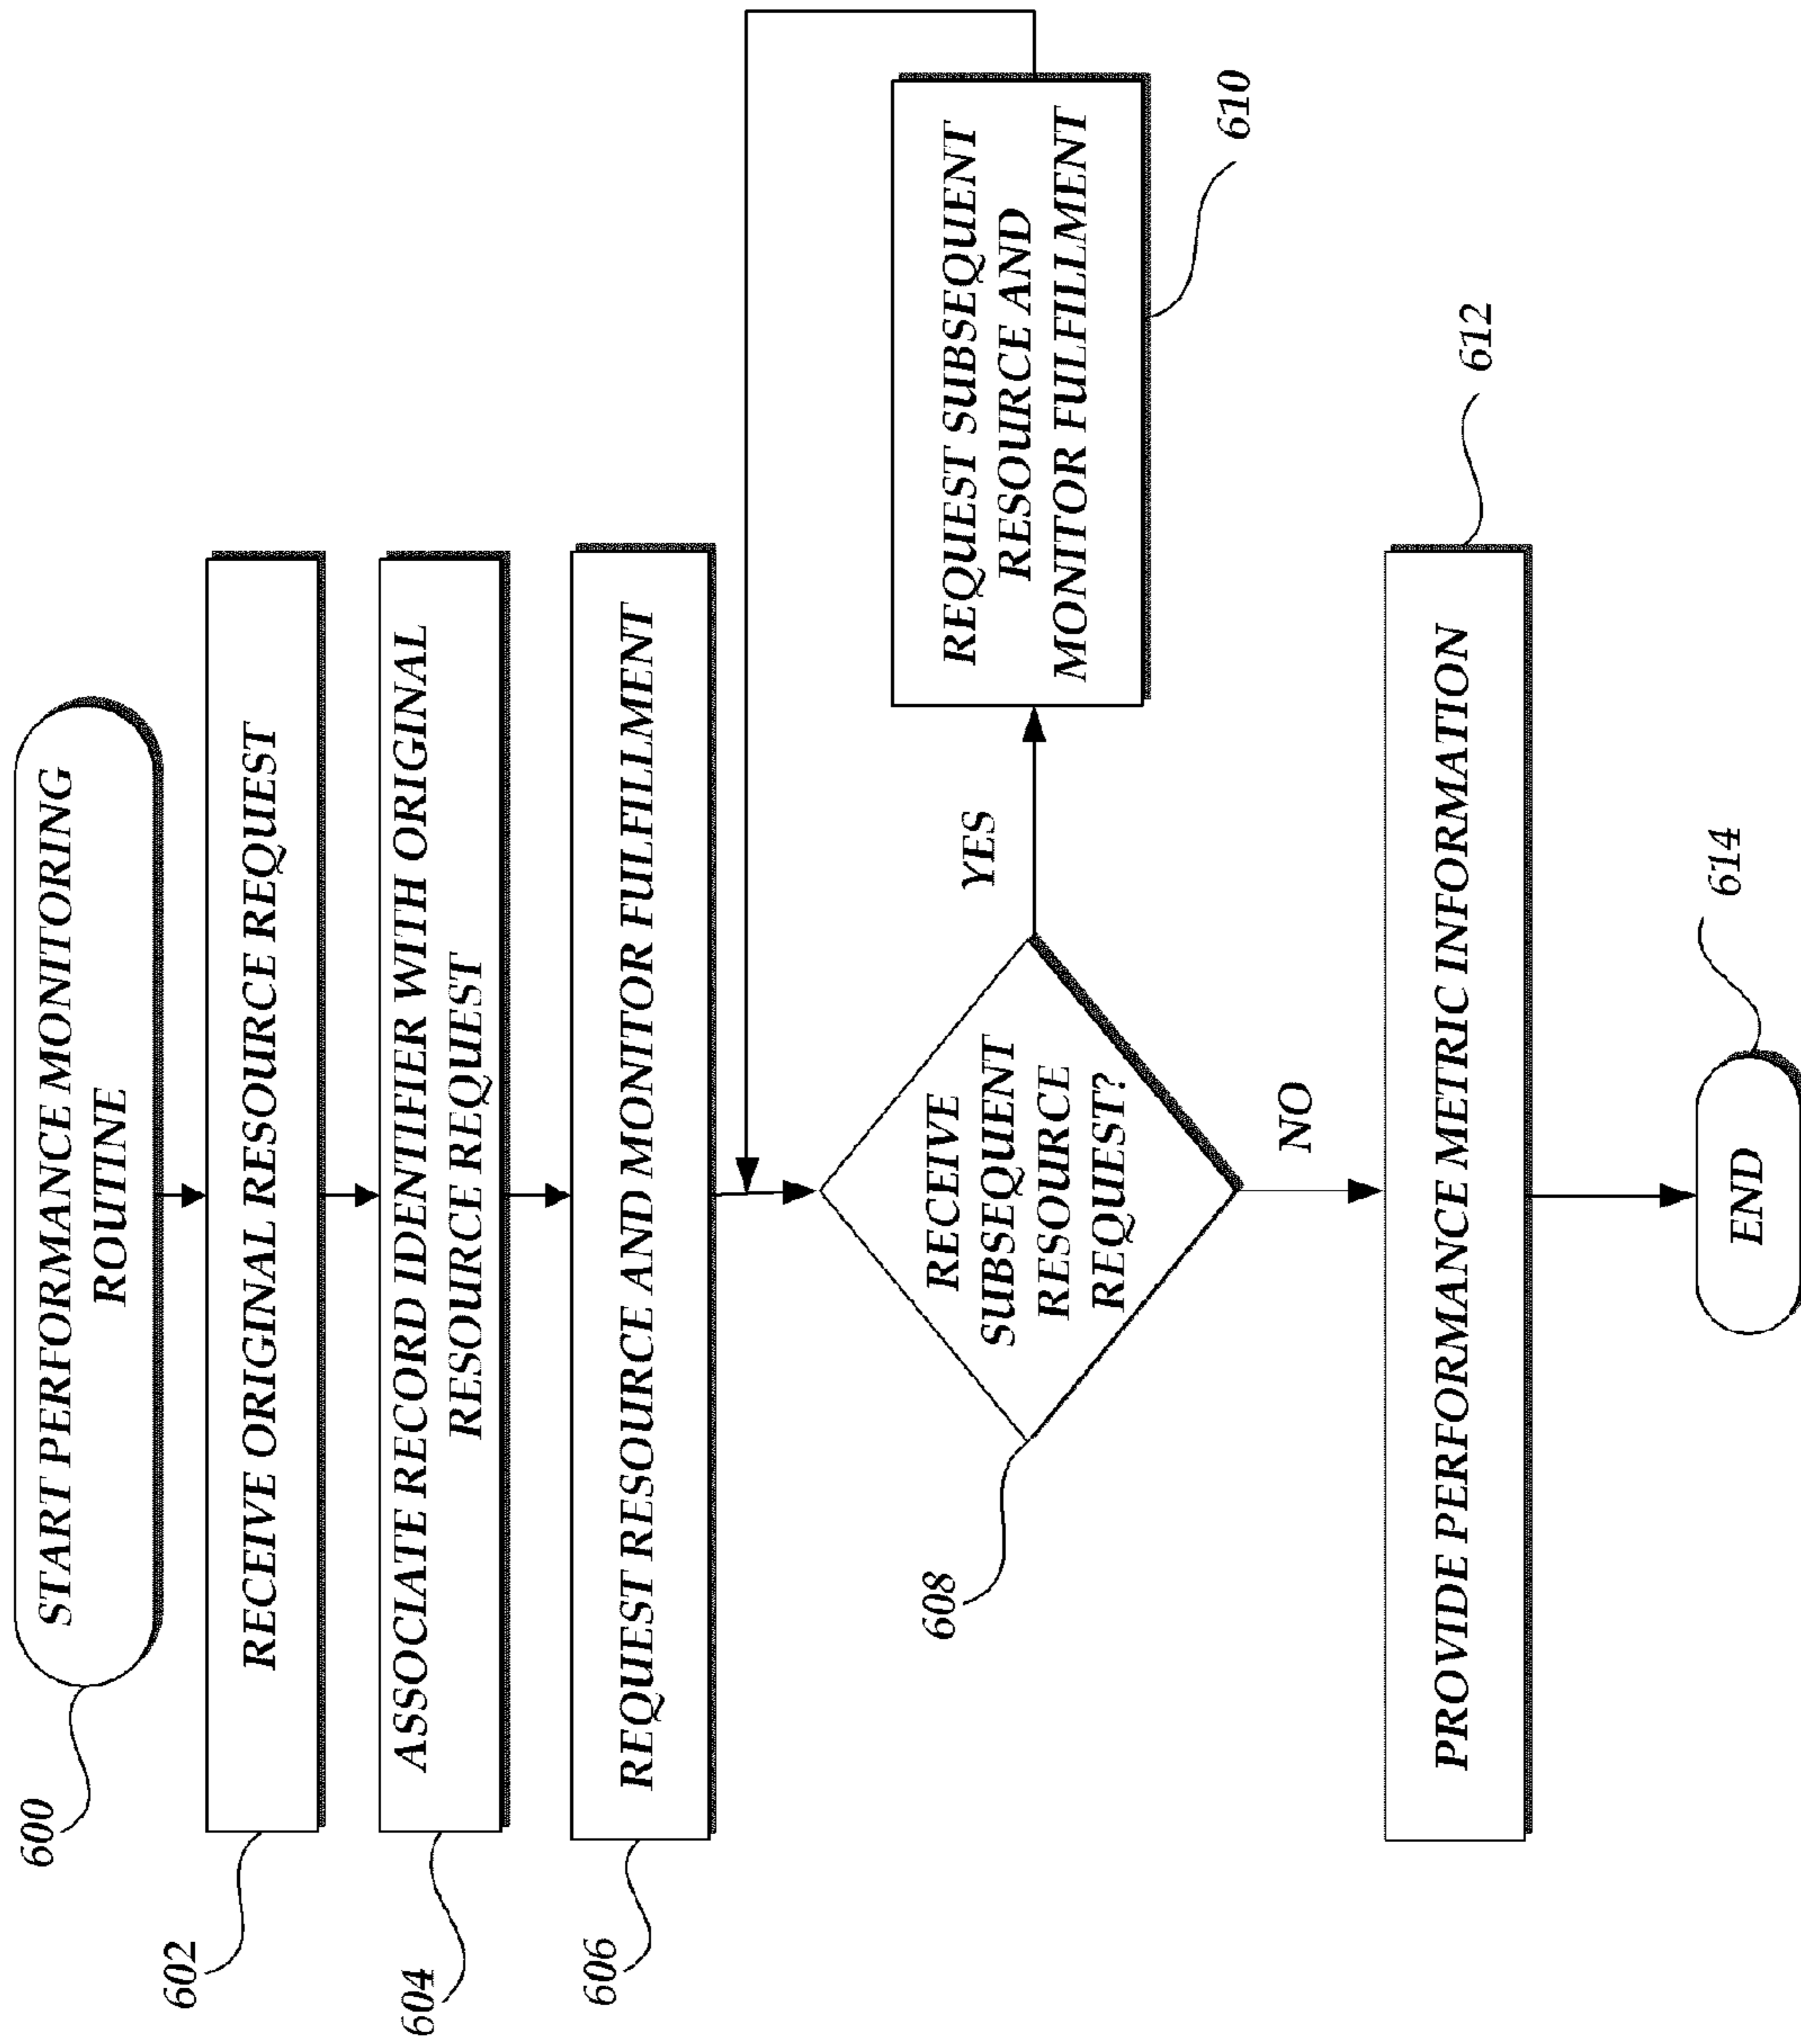 600
START PERFORMANCE MONITORING
ROUTINE
602
RECEIVE ORIGNAL RESOURCE REQUEST
604
ASSOCIATE RECORD IDENTIFIER WITH ORIGINAL
RESOURCE REQUEST
606
REQUEST RESOURCE AND MONITOR FULFILLMENT
608
RECEIVE
SUBSEQUENT
RESOURCE
REQUEST?
YES
REQUEST SUBSEQUENT
RESOURCE AND
MONITOR FULFILLMENT
610
NO
PROVIDE PERFORMANCE METRIC INFORMATION
612
END
614